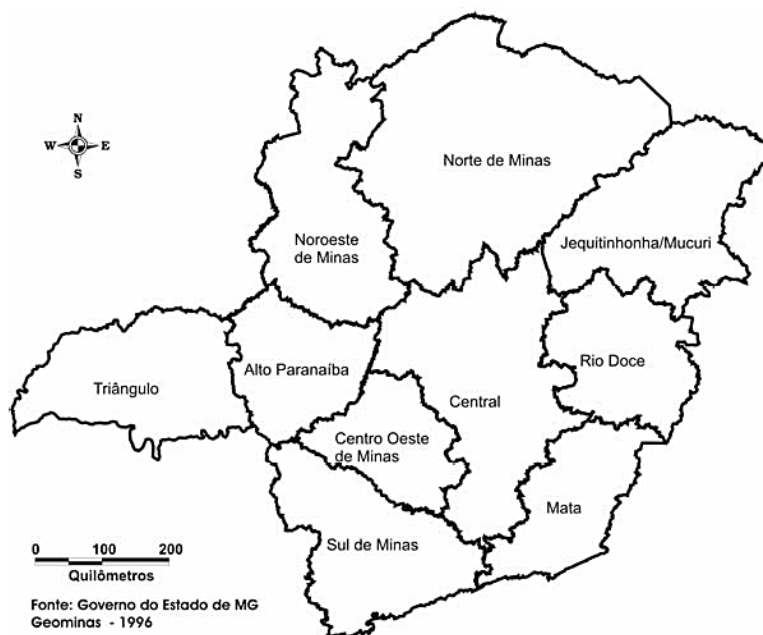 N
W E
S
Norte de Minas
Jequitinhonha/Mucuri
Noroeste
de Minas
Rio Doce
Alto Paranaíba
Triângulo
Central
Centro Oeste
de Minas
Mata
Sul de Minas
0 100 200
Quilômetros
Fonte: Governo do Estado de MG
Geominas - 1996